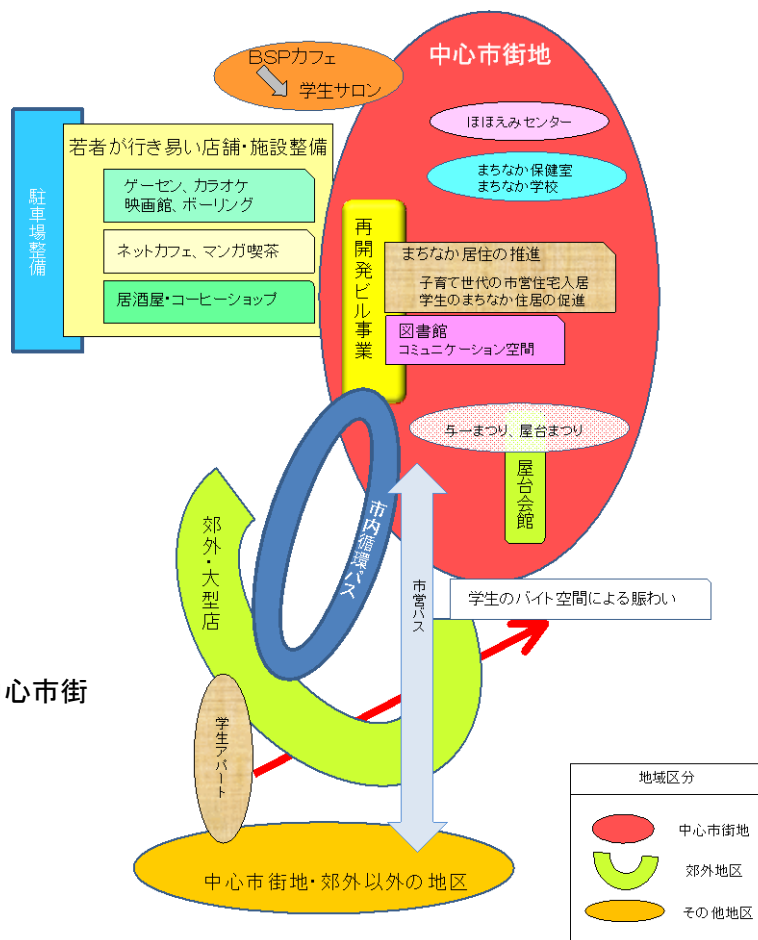 中心市街地
BSPカフェ
学生サロン
ほほえみセンター
まちなか保健室
まちなか学校
駐車場整備
若者が行き易い店舗・施設整備
ゲーセン、カラオケ
映画館、ボーリング
ネットカフェ、マンガ喫茶
居酒屋・コーヒーショップ
再開発ビル事業
まちなか居住の推進
子育て世代の市営住宅入居
学生のまちなか住居の促進
図書館
コミュニケーション空間
与一まつり、屋台まつり
屋台会館
市内循環バス
郊外・大型店
市営バス
学生のバイト空間による賑わい
心市街
学生アパート
中心市街地・郊外以外の地区
地域区分
中心市街地
郊外地区
その他地区